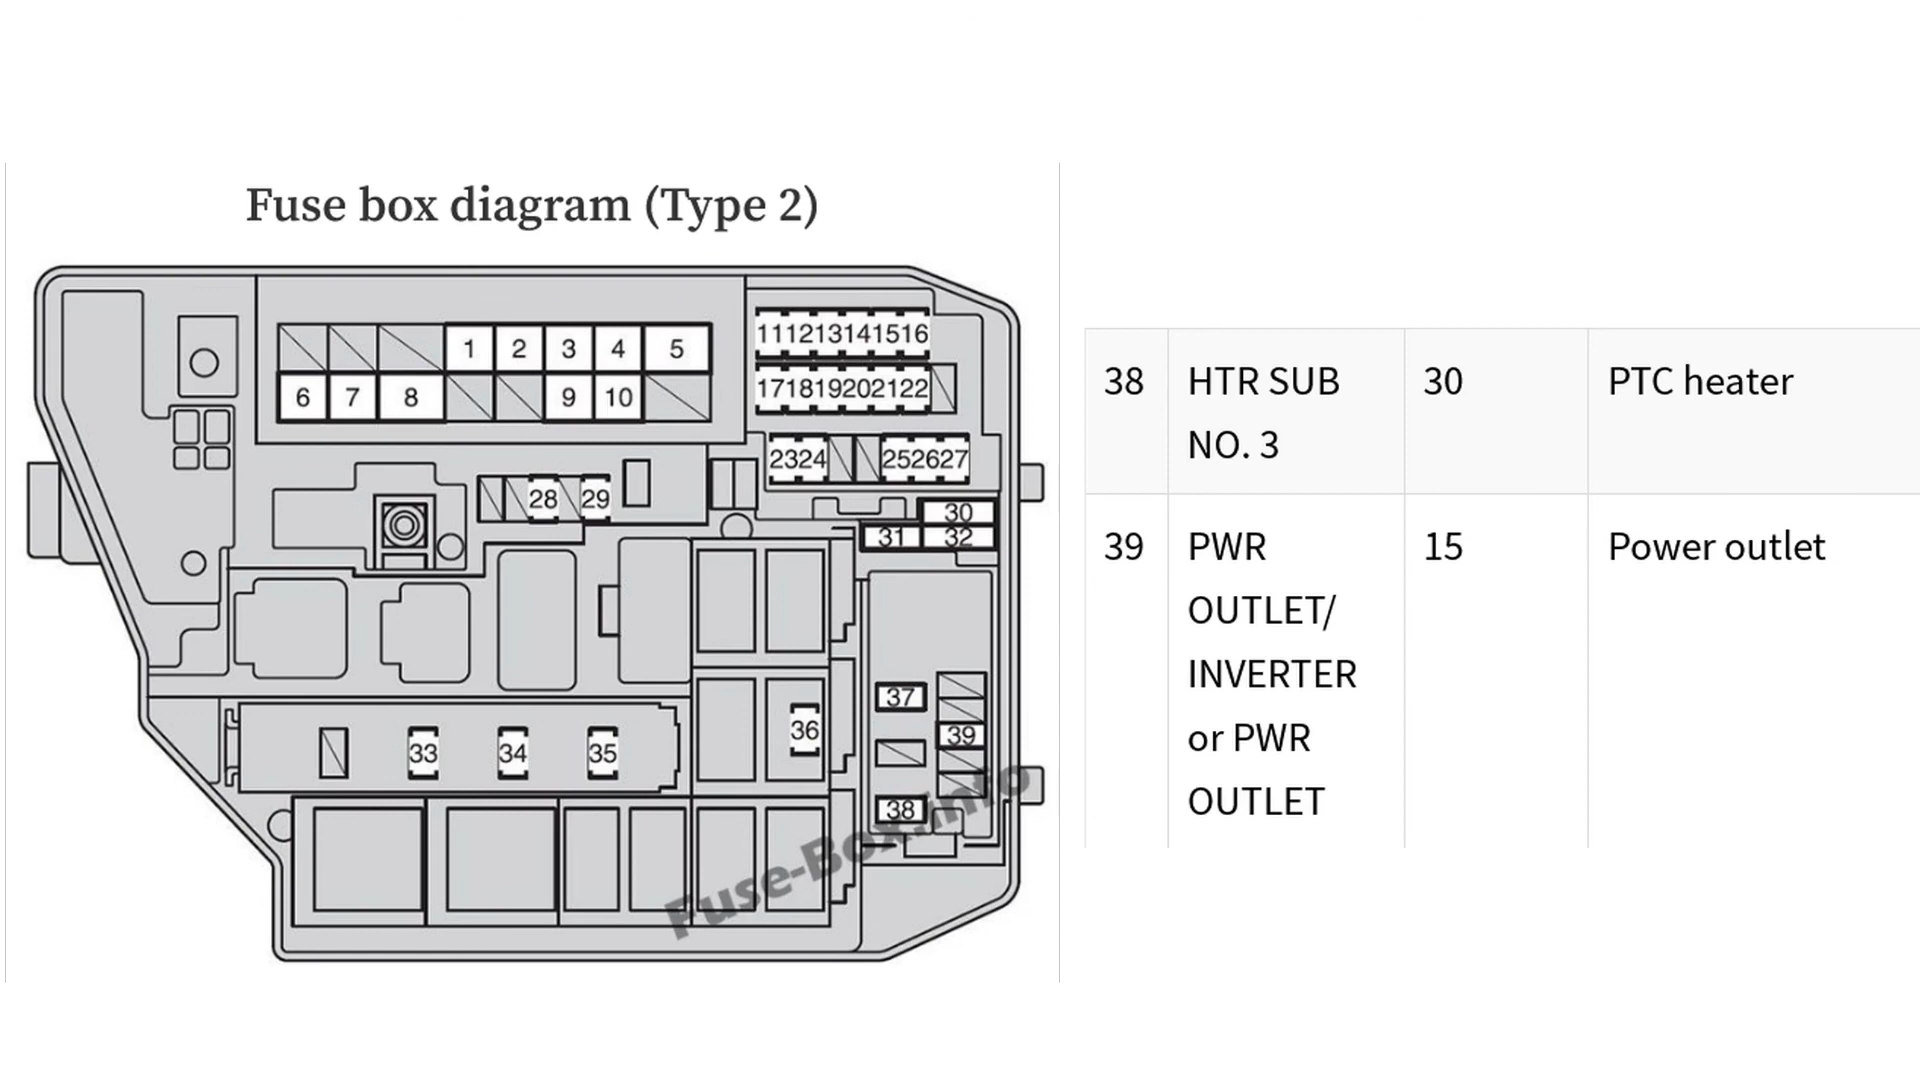 Fuse box diagram (Type 2)
1 2 3 4 5
6 7 8 9 10
11 12 13 14 15 16
17 18 19 20 21 22
23 24 25 26 27
28 29
30
31 32
33 34 35
36
37
39
38
Fuse-Box.info
38 HTR SUB 30 PTC heater
NO. 3
39 PWR 15 Power outlet
OUTLET/
INVERTER
or PWR
OUTLET